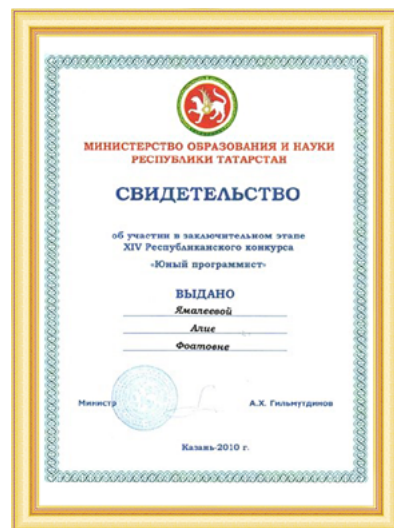 МИНИСТЕРСТВО ОБРАЗОВАНИЯ И НАУКИ
РЕСПУБЛИКИ ТАТАРСТАН
СВИДЕТЕЛЬСТВО
об участии в заключительном этапе
XIV Республиканского конкурса
«Юный программист»
ВЫДАНО
Ямалеевой
Алие
Фоатовне
Министр А.Х. Гильмутдинов
Казань-2010 г.